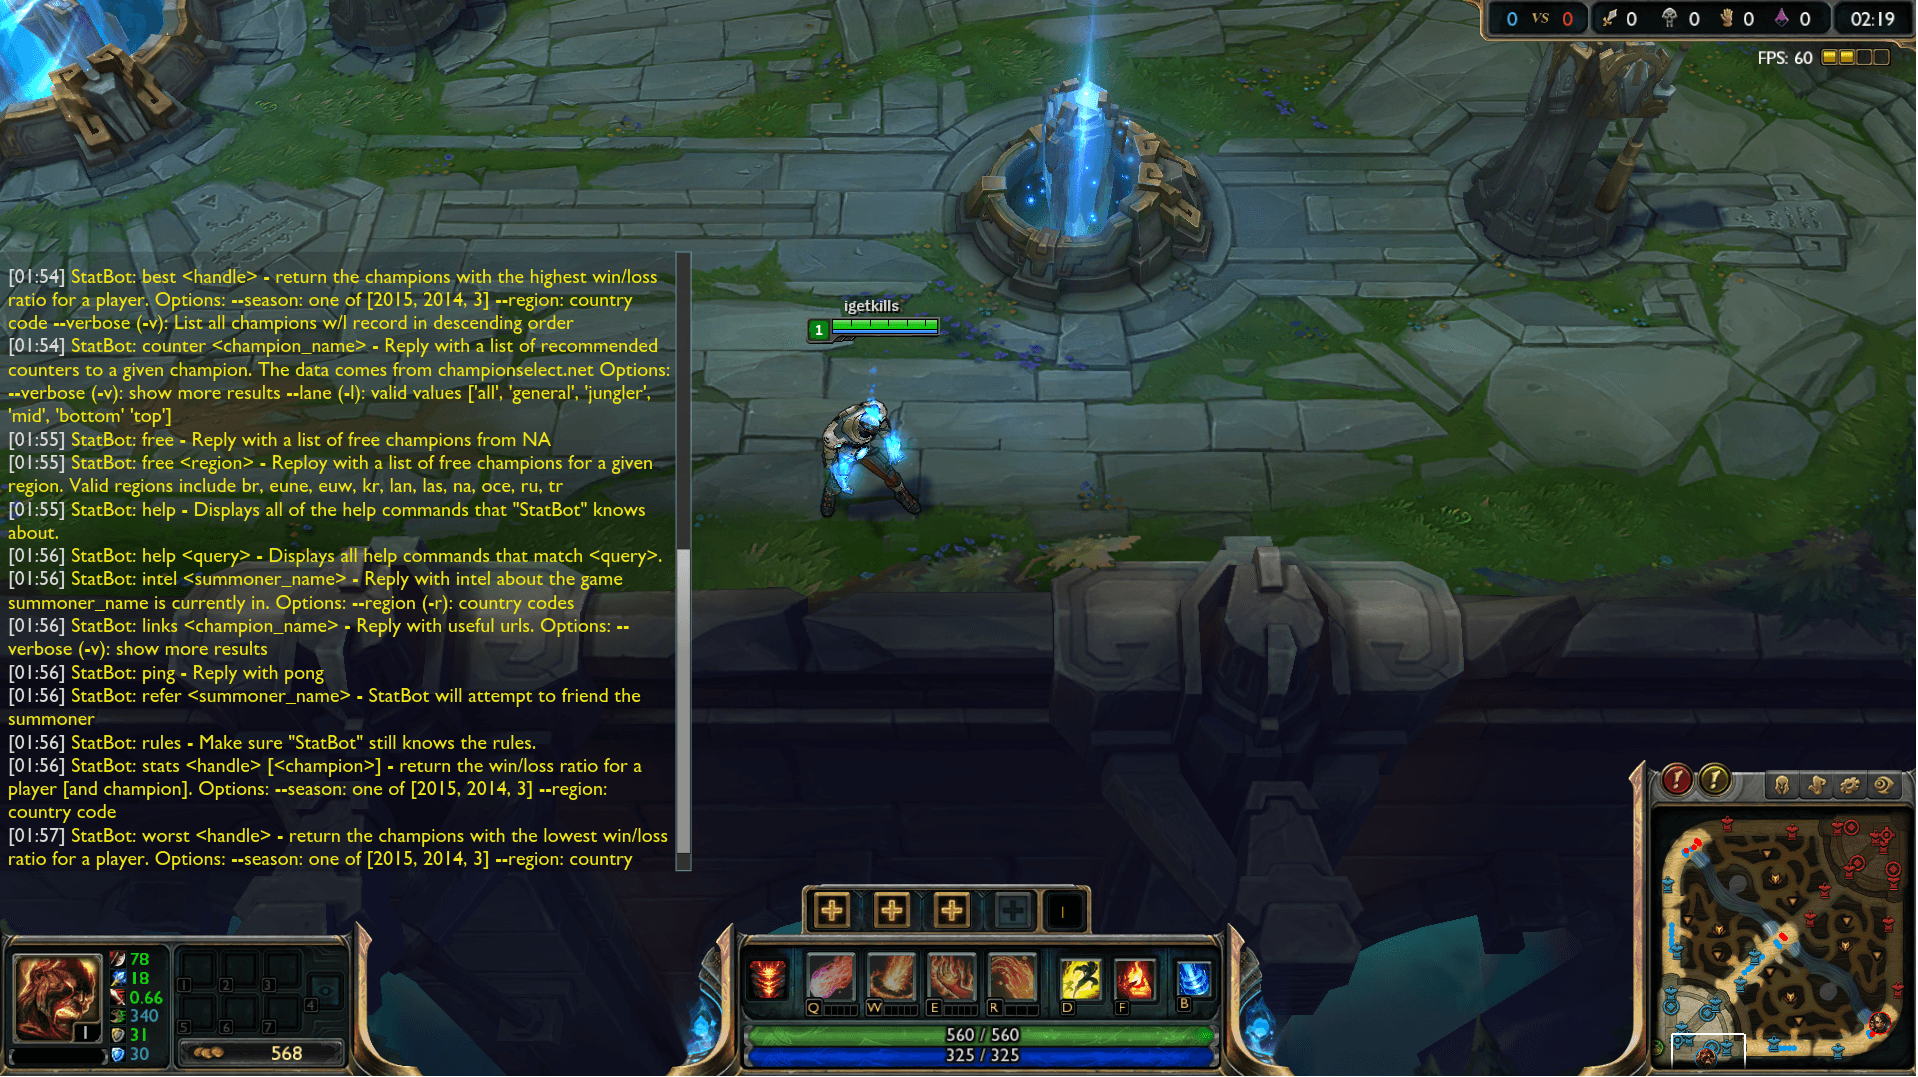 0 VS 0 0 0 0 0 02:19
FPS: 60
[01:54] StatBot: best <handle> - return the champions with the highest win/loss
ratio for a player. Options: --season: one of [2015, 2014, 3] --region: country
code --verbose (-v): List all champions w/l record in descending order
[01:54] StatBot: counter <champion_name> - Reply with a list of recommended
counters to a given champion. The data comes from championselect.net Options:
--verbose (-v): show more results --lane (-l): valid values ['all', 'general', 'jungler',
'mid', 'bottom' 'top']
[01:55] StatBot: free - Reply with a list of free champions from NA
[01:55] StatBot: free <region> - Reploy with a list of free champions for a given
region. Valid regions include br, eune, euw, kr, lan, las, na, oce, ru, tr
[01:55] StatBot: help - Displays all of the help commands that "StatBot" knows
about.
[01:56] StatBot: help <query> - Displays all help commands that match <query>.
[01:56] StatBot: intel <summoner_name> - Reply with intel about the game
summoner_name is currently in. Options: --region (-r): country codes
[01:56] StatBot: links <champion_name> - Reply with useful urls. Options: --
verbose (-v): show more results
[01:56] StatBot: ping - Reply with pong
[01:56] StatBot: refer <summoner_name> - StatBot will attempt to friend the
summoner
[01:56] StatBot: rules - Make sure "StatBot" still knows the rules.
[01:56] StatBot: stats <handle> [<champion>] - return the win/loss ratio for a
player [and champion]. Options: --season: one of [2015, 2014, 3] --region:
country code
[01:57] StatBot: worst <handle> - return the champions with the lowest win/loss
ratio for a player. Options: --season: one of [2015, 2014, 3] --region: country
igetkills
1
78
18
0.66
340
31
30
1
1 2 3
4
5 6 7
568
Q W E R D F B
560 / 560
325 / 325